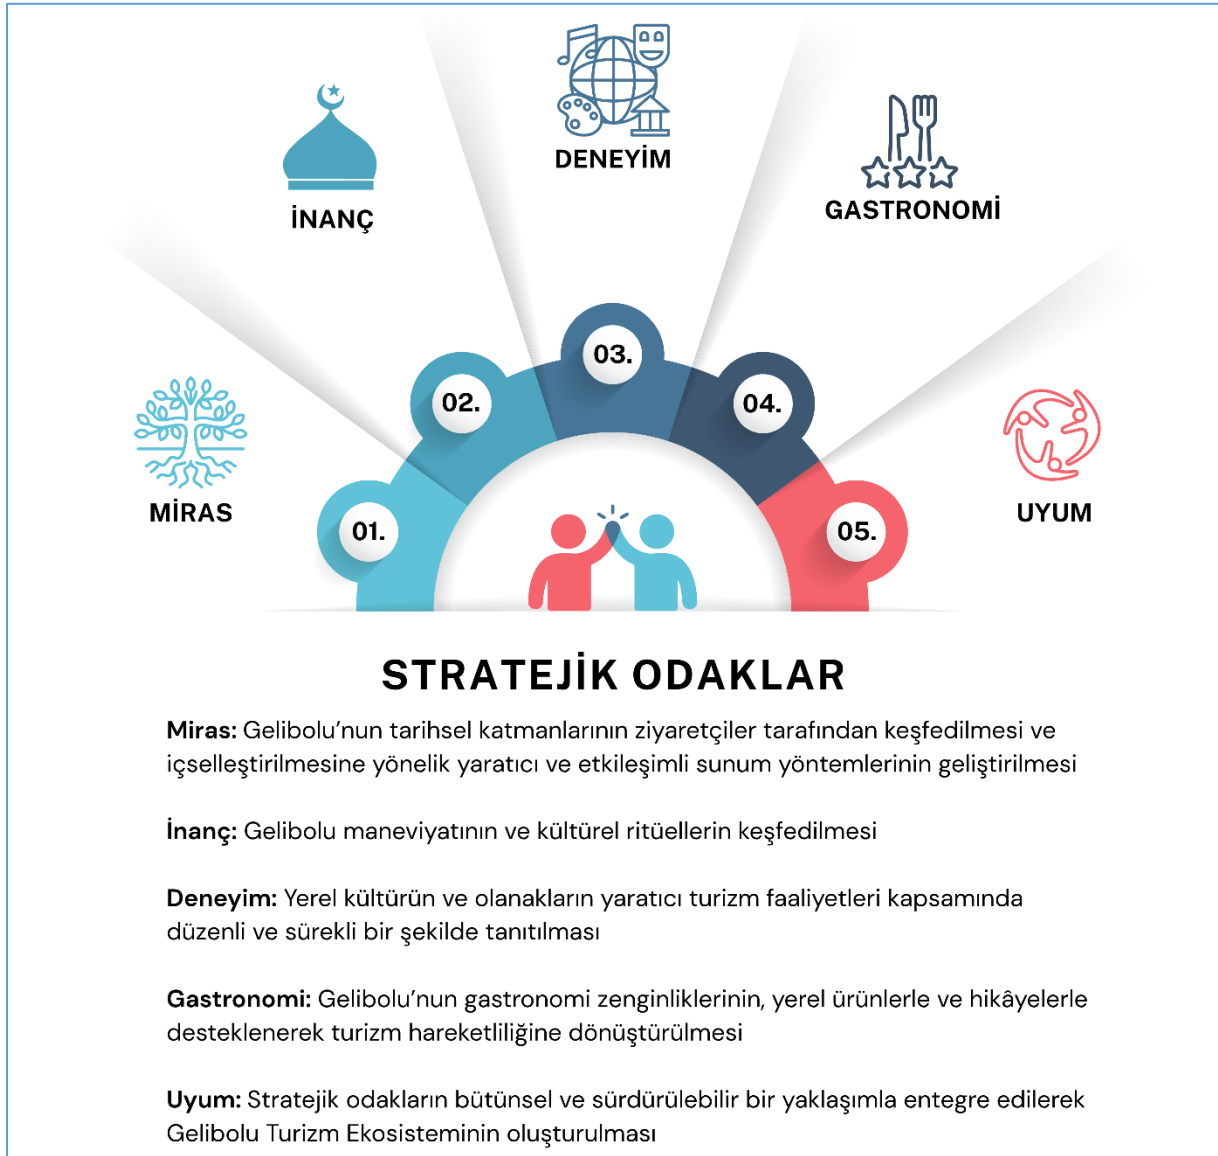 DENEYİM
İNANÇ
GASTRONOMİ
MİRAS
UYUM
01.
02.
03.
04.
05.
STRATEJİK ODAKLAR
Miras: Gelibolu’nun tarihsel katmanlarının ziyaretçiler tarafından keşfedilmesi ve
içselleştirilmesine yönelik yaratıcı ve etkileşimli sunum yöntemlerinin geliştirilmesi
İnanç: Gelibolu maneviyatının ve kültürel ritüellerin keşfedilmesi
Deneyim: Yerel kültürün ve olanakların yaratıcı turizm faaliyetleri kapsamında
düzenli ve sürekli bir şekilde tanıtılması
Gastronomi: Gelibolu’nun gastronomi zenginliklerinin, yerel ürünlerle ve hikâyelerle
desteklenerek turizm hareketliliğine dönüştürülmesi
Uyum: Stratejik odakların bütünsel ve sürdürülebilir bir yaklaşımla entegre edilerek
Gelibolu Turizm Ekosisteminin oluşturulması